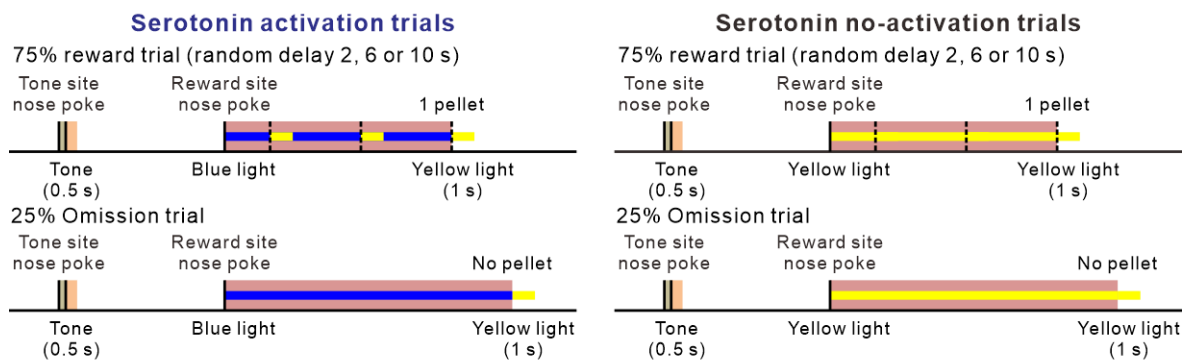 Serotonin activation trials
75% reward trial (random delay 2, 6 or 10 s)
Tone site
nose poke
Reward site
nose poke
1 pellet
Tone
(0.5 s)
Blue light
Yellow light
(1 s)
25% Omission trial
Tone site
nose poke
Reward site
nose poke
No pellet
Tone
(0.5 s)
Blue light
Yellow light
(1 s)
Serotonin no-activation trials
75% reward trial (random delay 2, 6 or 10 s)
Tone site
nose poke
Reward site
nose poke
1 pellet
Tone
(0.5 s)
Yellow light
Yellow light
(1 s)
25% Omission trial
Tone site
nose poke
Reward site
nose poke
No pellet
Tone
(0.5 s)
Yellow light
Yellow light
(1 s)